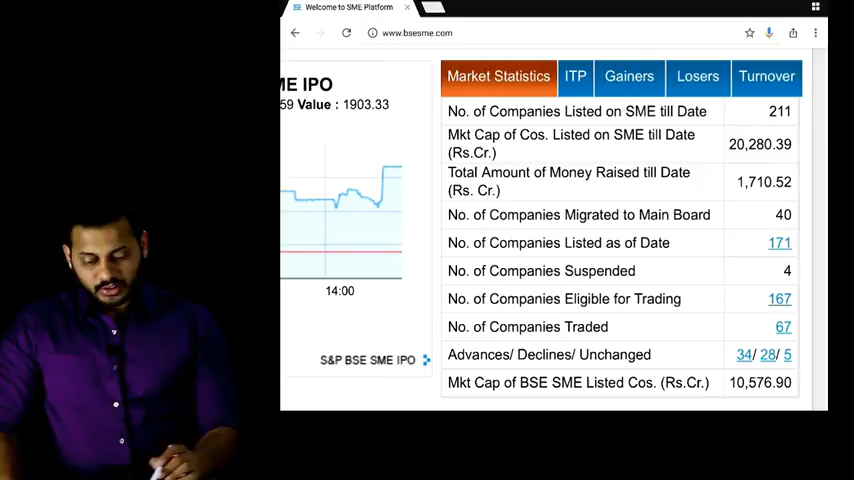 Welcome to SME Platform
www.bsesme.com
ME IPO
59 Value : 1903.33
14:00
S&P BSE SME IPO
Market Statistics ITP Gainers Losers Turnover
No. of Companies Listed on SME till Date 211
Mkt Cap of Cos. Listed on SME till Date
(Rs.Cr.) 20,280.39
Total Amount of Money Raised till Date
(Rs. Cr.) 1,710.52
No. of Companies Migrated to Main Board 40
No. of Companies Listed as of Date 171
No. of Companies Suspended 4
No. of Companies Eligible for Trading 167
No. of Companies Traded 67
Advances/ Declines/ Unchanged 34/ 28/ 5
Mkt Cap of BSE SME Listed Cos. (Rs.Cr.) 10,576.90